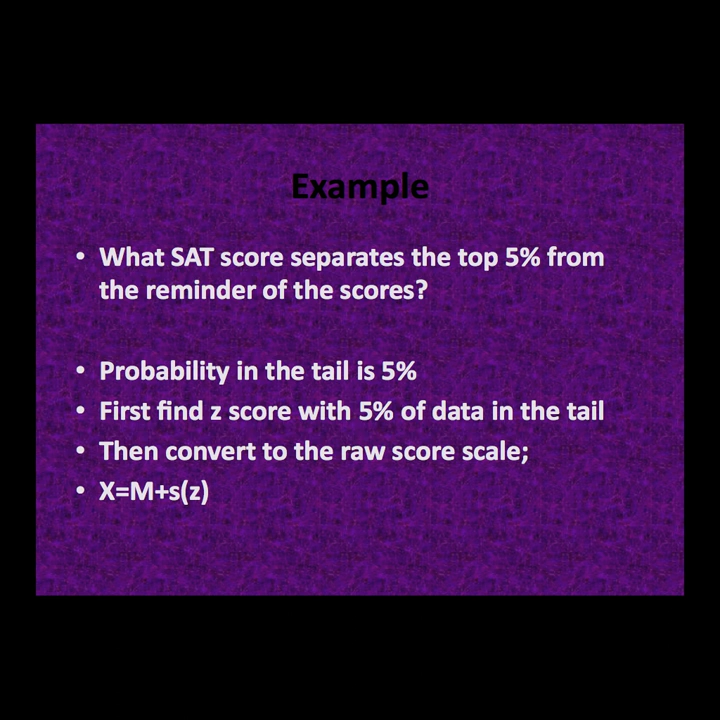 Example
• What SAT score separates the top 5% from
the reminder of the scores?
• Probability in the tail is 5%
• First find z score with 5% of data in the tail
• Then convert to the raw score scale;
• X=M+s(z)